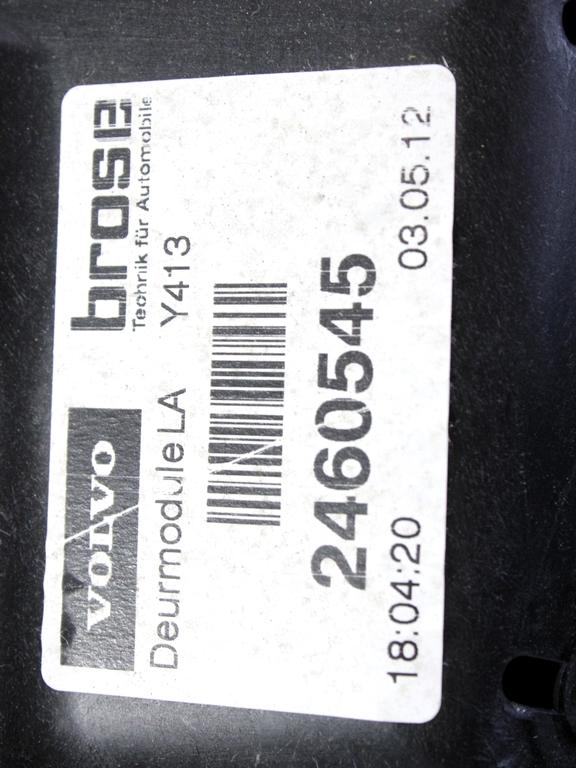 VOLVO
brose
Technik für Automobile
Deurmodule LA Y413
2460545
18:04:20 03.05.12